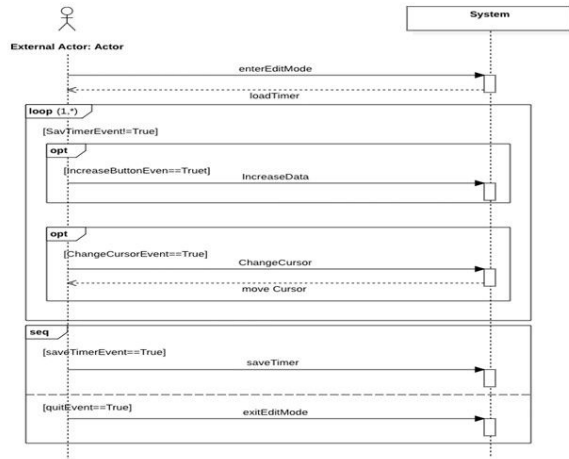 System
External Actor: Actor
enterEditMode
loadTimer
loop (1,*)
[SavTimerEvent!=True]
opt
[IncreaseButtonEven==Truet]
IncreaseData
opt
[ChangeCursorEvent==True]
ChangeCursor
move Cursor
seq
[saveTimerEvent==True]
saveTimer
[quitEvent==True]
exitEditMode